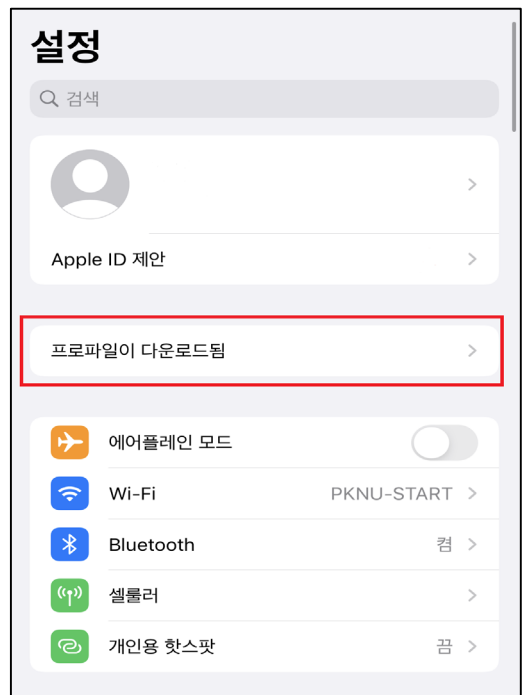 설정
검색
Apple ID 제안
프로파일이 다운로드됨
에어플레인 모드
Wi-Fi PKNU-START
Bluetooth 켬
셀룰러
개인용 핫스팟 끔